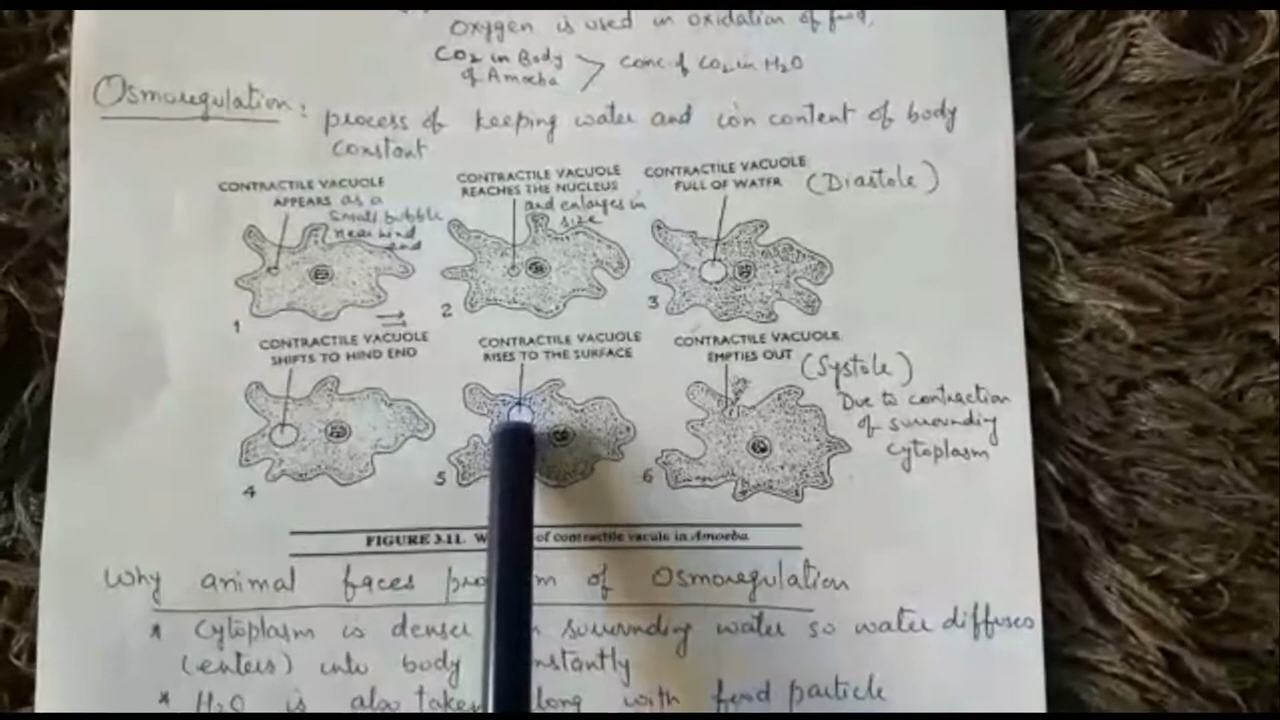 Oxygen is used in oxidation of food,
CO2 in Body of Amoeba > conc. of CO2 in H2O
Osmoregulation : process of keeping water and ion content of body
constant
CONTRACTILE VACUOLE
APPEARS as a
small bubble
near hind
end
CONTRACTILE VACUOLE
REACHES THE NUCLEUS
and enlarges in
size
CONTRACTILE VACUOLE
FULL OF WATER (Diastole)
1
2
3
CONTRACTILE VACUOLE
SHIFTS TO HIND END
CONTRACTILE VACUOLE
RISES TO THE SURFACE
CONTRACTILE VACUOLE
EMPTIES OUT (Systole)
Due to contraction
of surrounding
cytoplasm
4
5
6
FIGURE 3.11. W of contractile vacule in Amoeba
Why animal faces pro m of Osmoregulation
* Cytoplasm is denser n surrounding water so water diffuses
(enters) into body nstantly
* H2O is also taken long with food particle